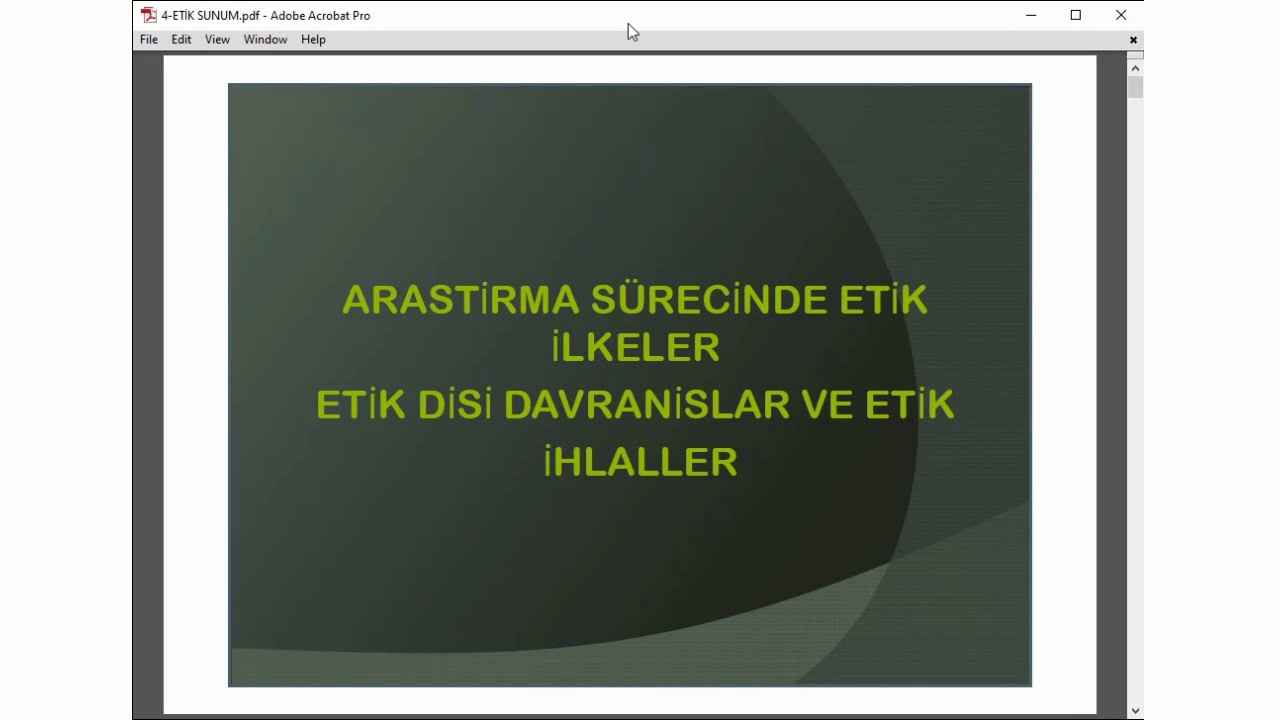 4-ETİK SUNUM.pdf - Adobe Acrobat Pro
File Edit View Window Help
ARASTİRMA SÜRECİNDE ETİK
İLKELER
ETİK DİSİ DAVRANİSLAR VE ETİK
İHLALLER